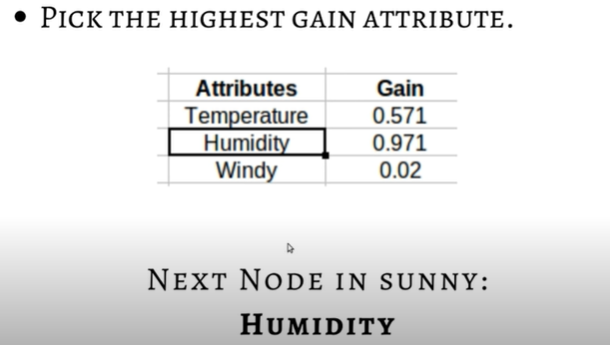 • Pick the highest gain attribute.
Attributes Gain
Temperature 0.571
Humidity 0.971
Windy 0.02
Next Node in sunny:
Humidity